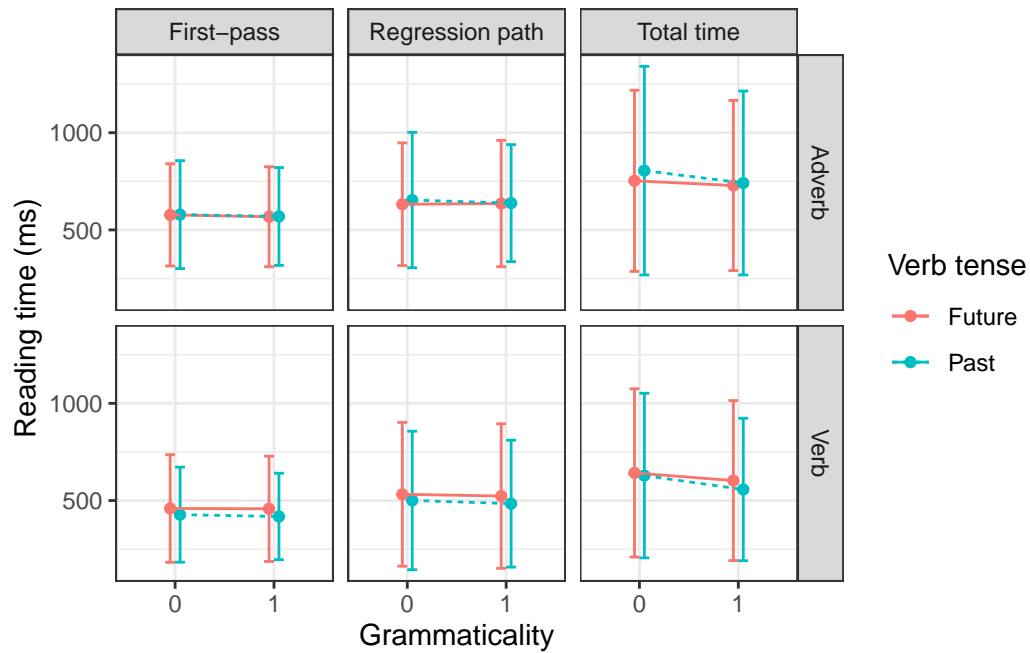 First−pass
Regression path
Total time
1000
500
Adverb
1000
500
Verb
Reading time (ms)
0
1
0
1
0
1
Grammaticality
Verb tense
Future
Past